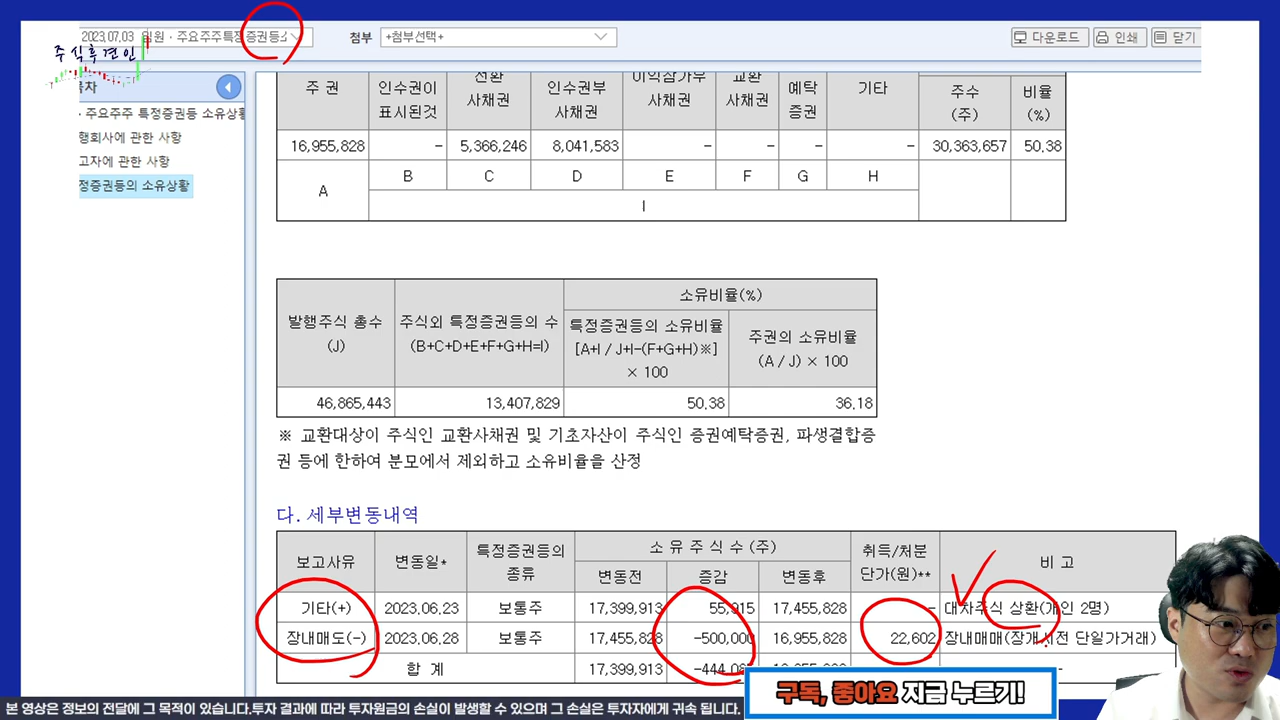 2023,07,03 임원 · 주요주주특정증권등소
첨부 +첨부선택+ 다운로드 인쇄 닫기
주식후견인
목차
· 주요주주 특정증권등 소유상황
행회사에 관한 사항
고자에 관한 사항
정증권등의 소유상황
주 권 인수권이 표시된것 전환 사채권 인수권부 사채권 이익참가부 사채권 교환 사채권 예탁 증권 기타 주수 (주) 비율 (%)
16,955,828 - 5,366,246 8,041,583 - - - - 30,363,657 50.38
A B C D E F G H
I
발행주식 총수 (J) 주식외 특정증권등의 수 (B+C+D+E+F+G+H=I) 소유비율(%)
특정증권등의 소유비율 [A+I / J+I-(F+G+H)※] × 100 주권의 소유비율 (A / J) × 100
46,865,443 13,407,829 50.38 36.18
※ 교환대상이 주식인 교환사채권 및 기초자산이 주식인 증권예탁증권, 파생결합증
권 등에 한하여 분모에서 제외하고 소유비율을 산정
다. 세부변동내역
보고사유 변동일* 특정증권등의 종류 소 유 주 식 수 (주) 취득/처분 단가(원)** 비 고
변동전 증감 변동후
기타(+) 2023.06.23 보통주 17,399,913 55,915 17,455,828 - 대차주식 상환(개인 2명)
장내매도(-) 2023.06.28 보통주 17,455,828 -500,000 16,955,828 22,602 장내매매(장개시전 단일가거래)
합 계 17,399,913 -
구독, 좋아요 지금 누르기!
본 영상은 정보의 전달에 그 목적이 있습니다.투자 결과에 따라 투자원금의 손실이 발생할 수 있으며 그 손실은 투자자에게 귀속 됩니다.